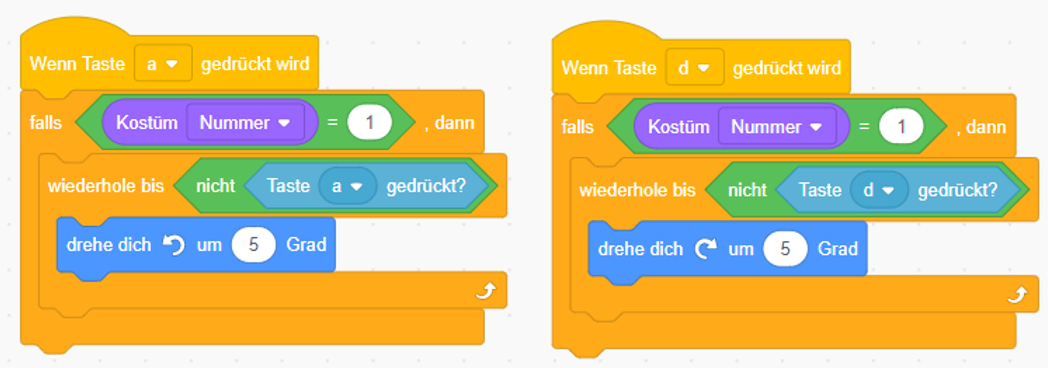 Wenn Taste a gedrückt wird
falls Kostüm Nummer = 1 , dann
wiederhole bis nicht Taste a gedrückt?
drehe dich um 5 Grad
Wenn Taste d gedrückt wird
falls Kostüm Nummer = 1 , dann
wiederhole bis nicht Taste d gedrückt?
drehe dich um 5 Grad